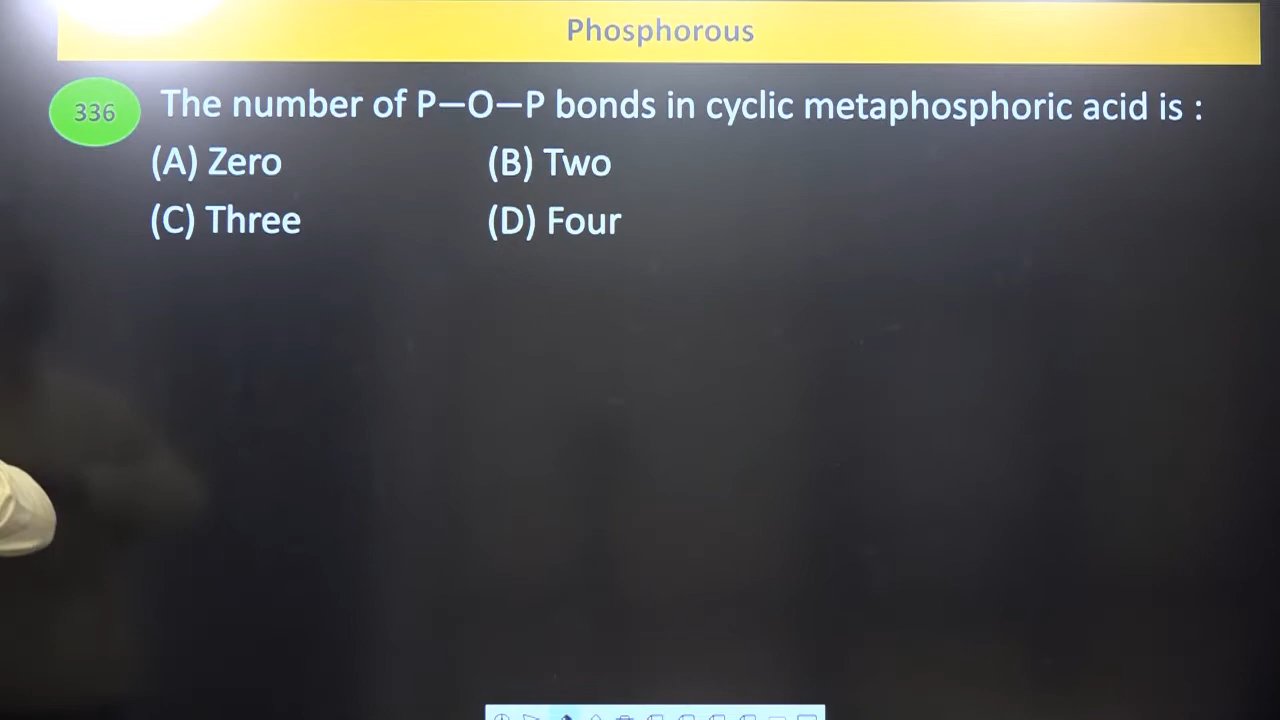 Phosphorous
336 The number of P–O–P bonds in cyclic metaphosphoric acid is :
(A) Zero (B) Two
(C) Three (D) Four